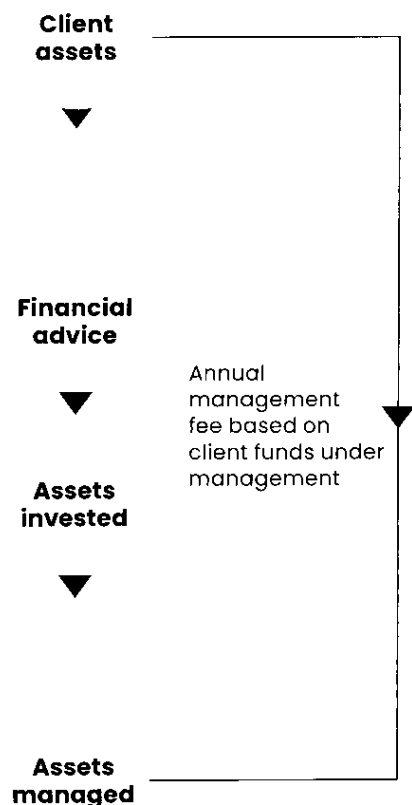 Client
assets
Financial
advice
Annual
management
fee based on
client funds under
management
Assets
invested
Assets
managed